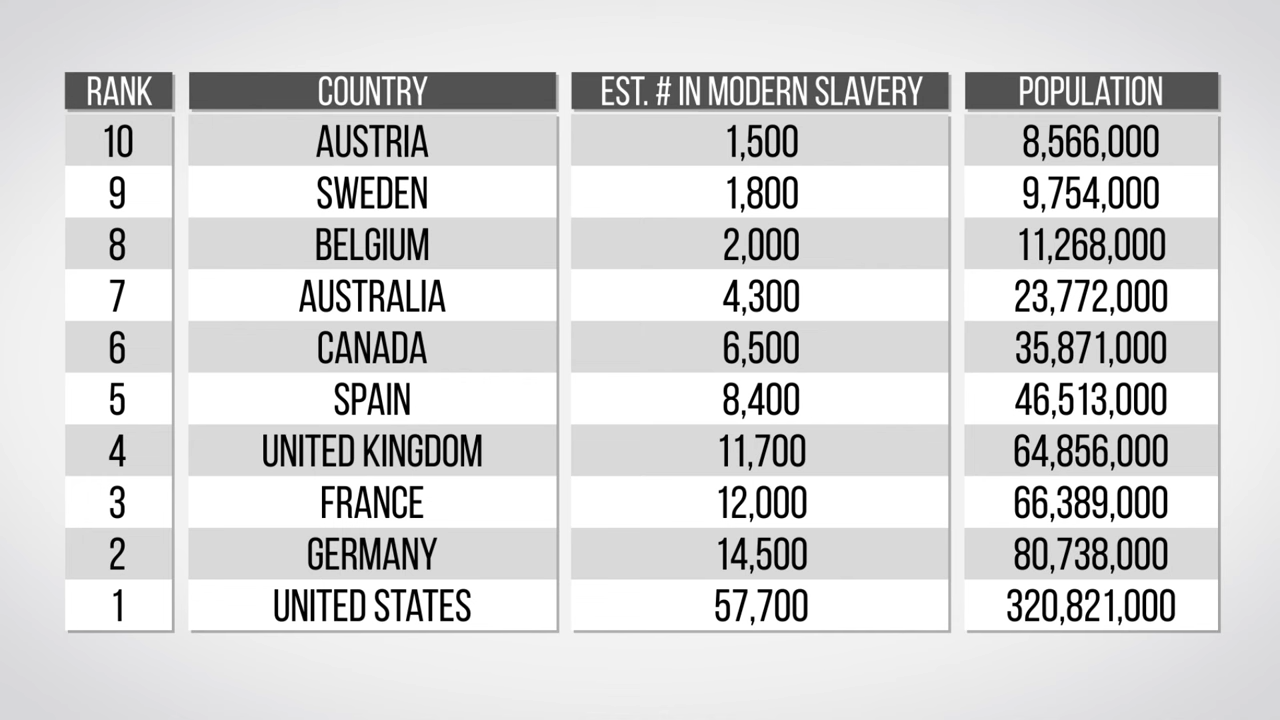 RANK COUNTRY EST. # IN MODERN SLAVERY POPULATION
10 AUSTRIA 1,500 8,566,000
9 SWEDEN 1,800 9,754,000
8 BELGIUM 2,000 11,268,000
7 AUSTRALIA 4,300 23,772,000
6 CANADA 6,500 35,871,000
5 SPAIN 8,400 46,513,000
4 UNITED KINGDOM 11,700 64,856,000
3 FRANCE 12,000 66,389,000
2 GERMANY 14,500 80,738,000
1 UNITED STATES 57,700 320,821,000